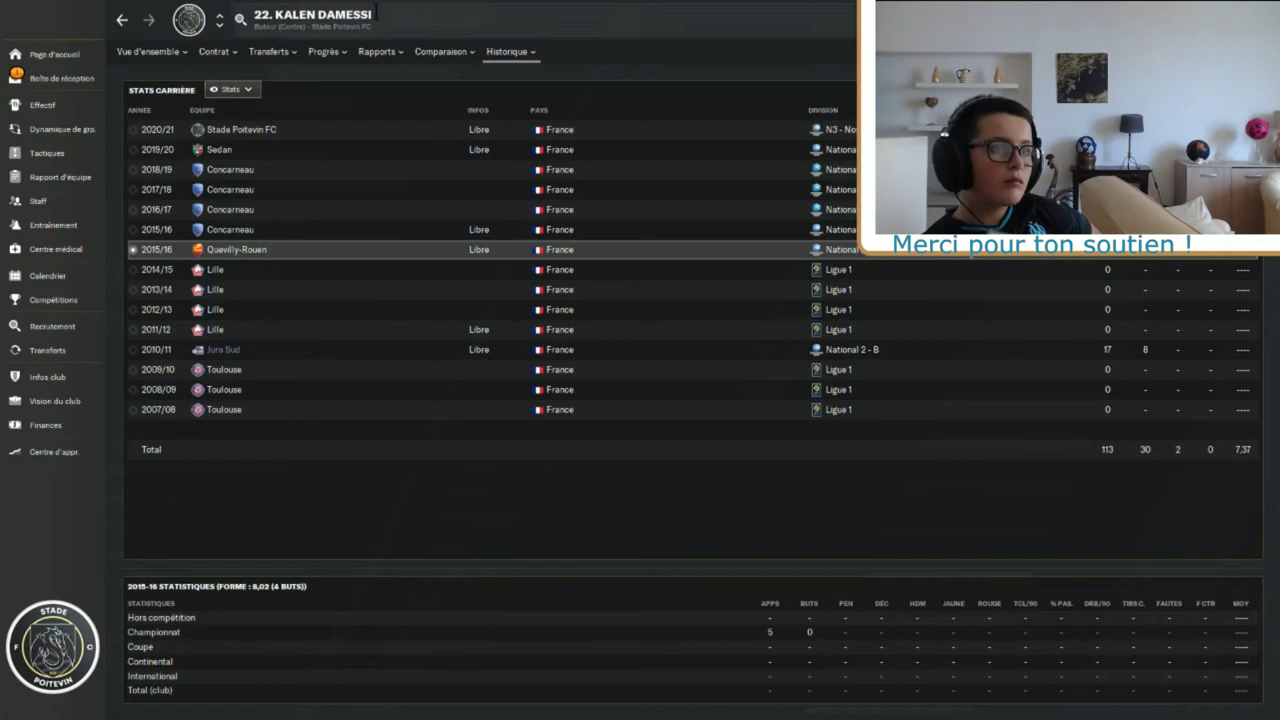 22. KALEN DAMESSI
Buteur (Centre) - Stade Poitevin FC
Vue d'ensemble Contrat Transferts Progrès Rapports Comparaison Historique
Page d'accueil
Boîte de réception
Effectif
Dynamique de grp.
Tactiques
Rapport d'équipe
Staff
Entraînement
Centre médical
Calendrier
Compétitions
Recrutement
Transferts
Infos club
Vision du club
Finances
Centre d'appr.
STADE
F C
POITEVIN
STATS CARRIÈRE Stats
ANNÉE ÉQUIPE INFOS PAYS DIVISION
2020/21 Stade Poitevin FC Libre France N3 - No
2019/20 Sedan Libre France National
2018/19 Concarneau France National
2017/18 Concarneau France National
2016/17 Concarneau France National
2015/16 Concarneau Libre France National
2015/16 Quevilly-Rouen Libre France National
2014/15 Lille France Ligue 1 0 - - - ----
2013/14 Lille France Ligue 1 0 - - - ----
2012/13 Lille France Ligue 1 0 - - - ----
2011/12 Lille Libre France Ligue 1 0 - - - ----
2010/11 Jura Sud Libre France National 2 - B 17 8 - - ----
2009/10 Toulouse France Ligue 1 0 - - - ----
2008/09 Toulouse France Ligue 1 0 - - - ----
2007/08 Toulouse France Ligue 1 0 - - - ----
Total 113 30 2 0 7,37
Merci pour ton soutien !
2015-16 STATISTIQUES (FORME : 8,02 (4 BUTS))
STATISTIQUES APPS BUTS PEN DÉC HDM JAUNE ROUGE TCL/90 % PAS. DRB/90 TIRS C. FAUTES F CTR MOY
Hors compétition - - - - - - - - - - - - - ----
Championnat 5 0 - - - - - - - - - - - ----
Coupe - - - - - - - - - - - - - ----
Continental - - - - - - - - - - - - - ----
International - - - - - - - - - - - - - ----
Total (club) - - - - - - - - - - - - - ----